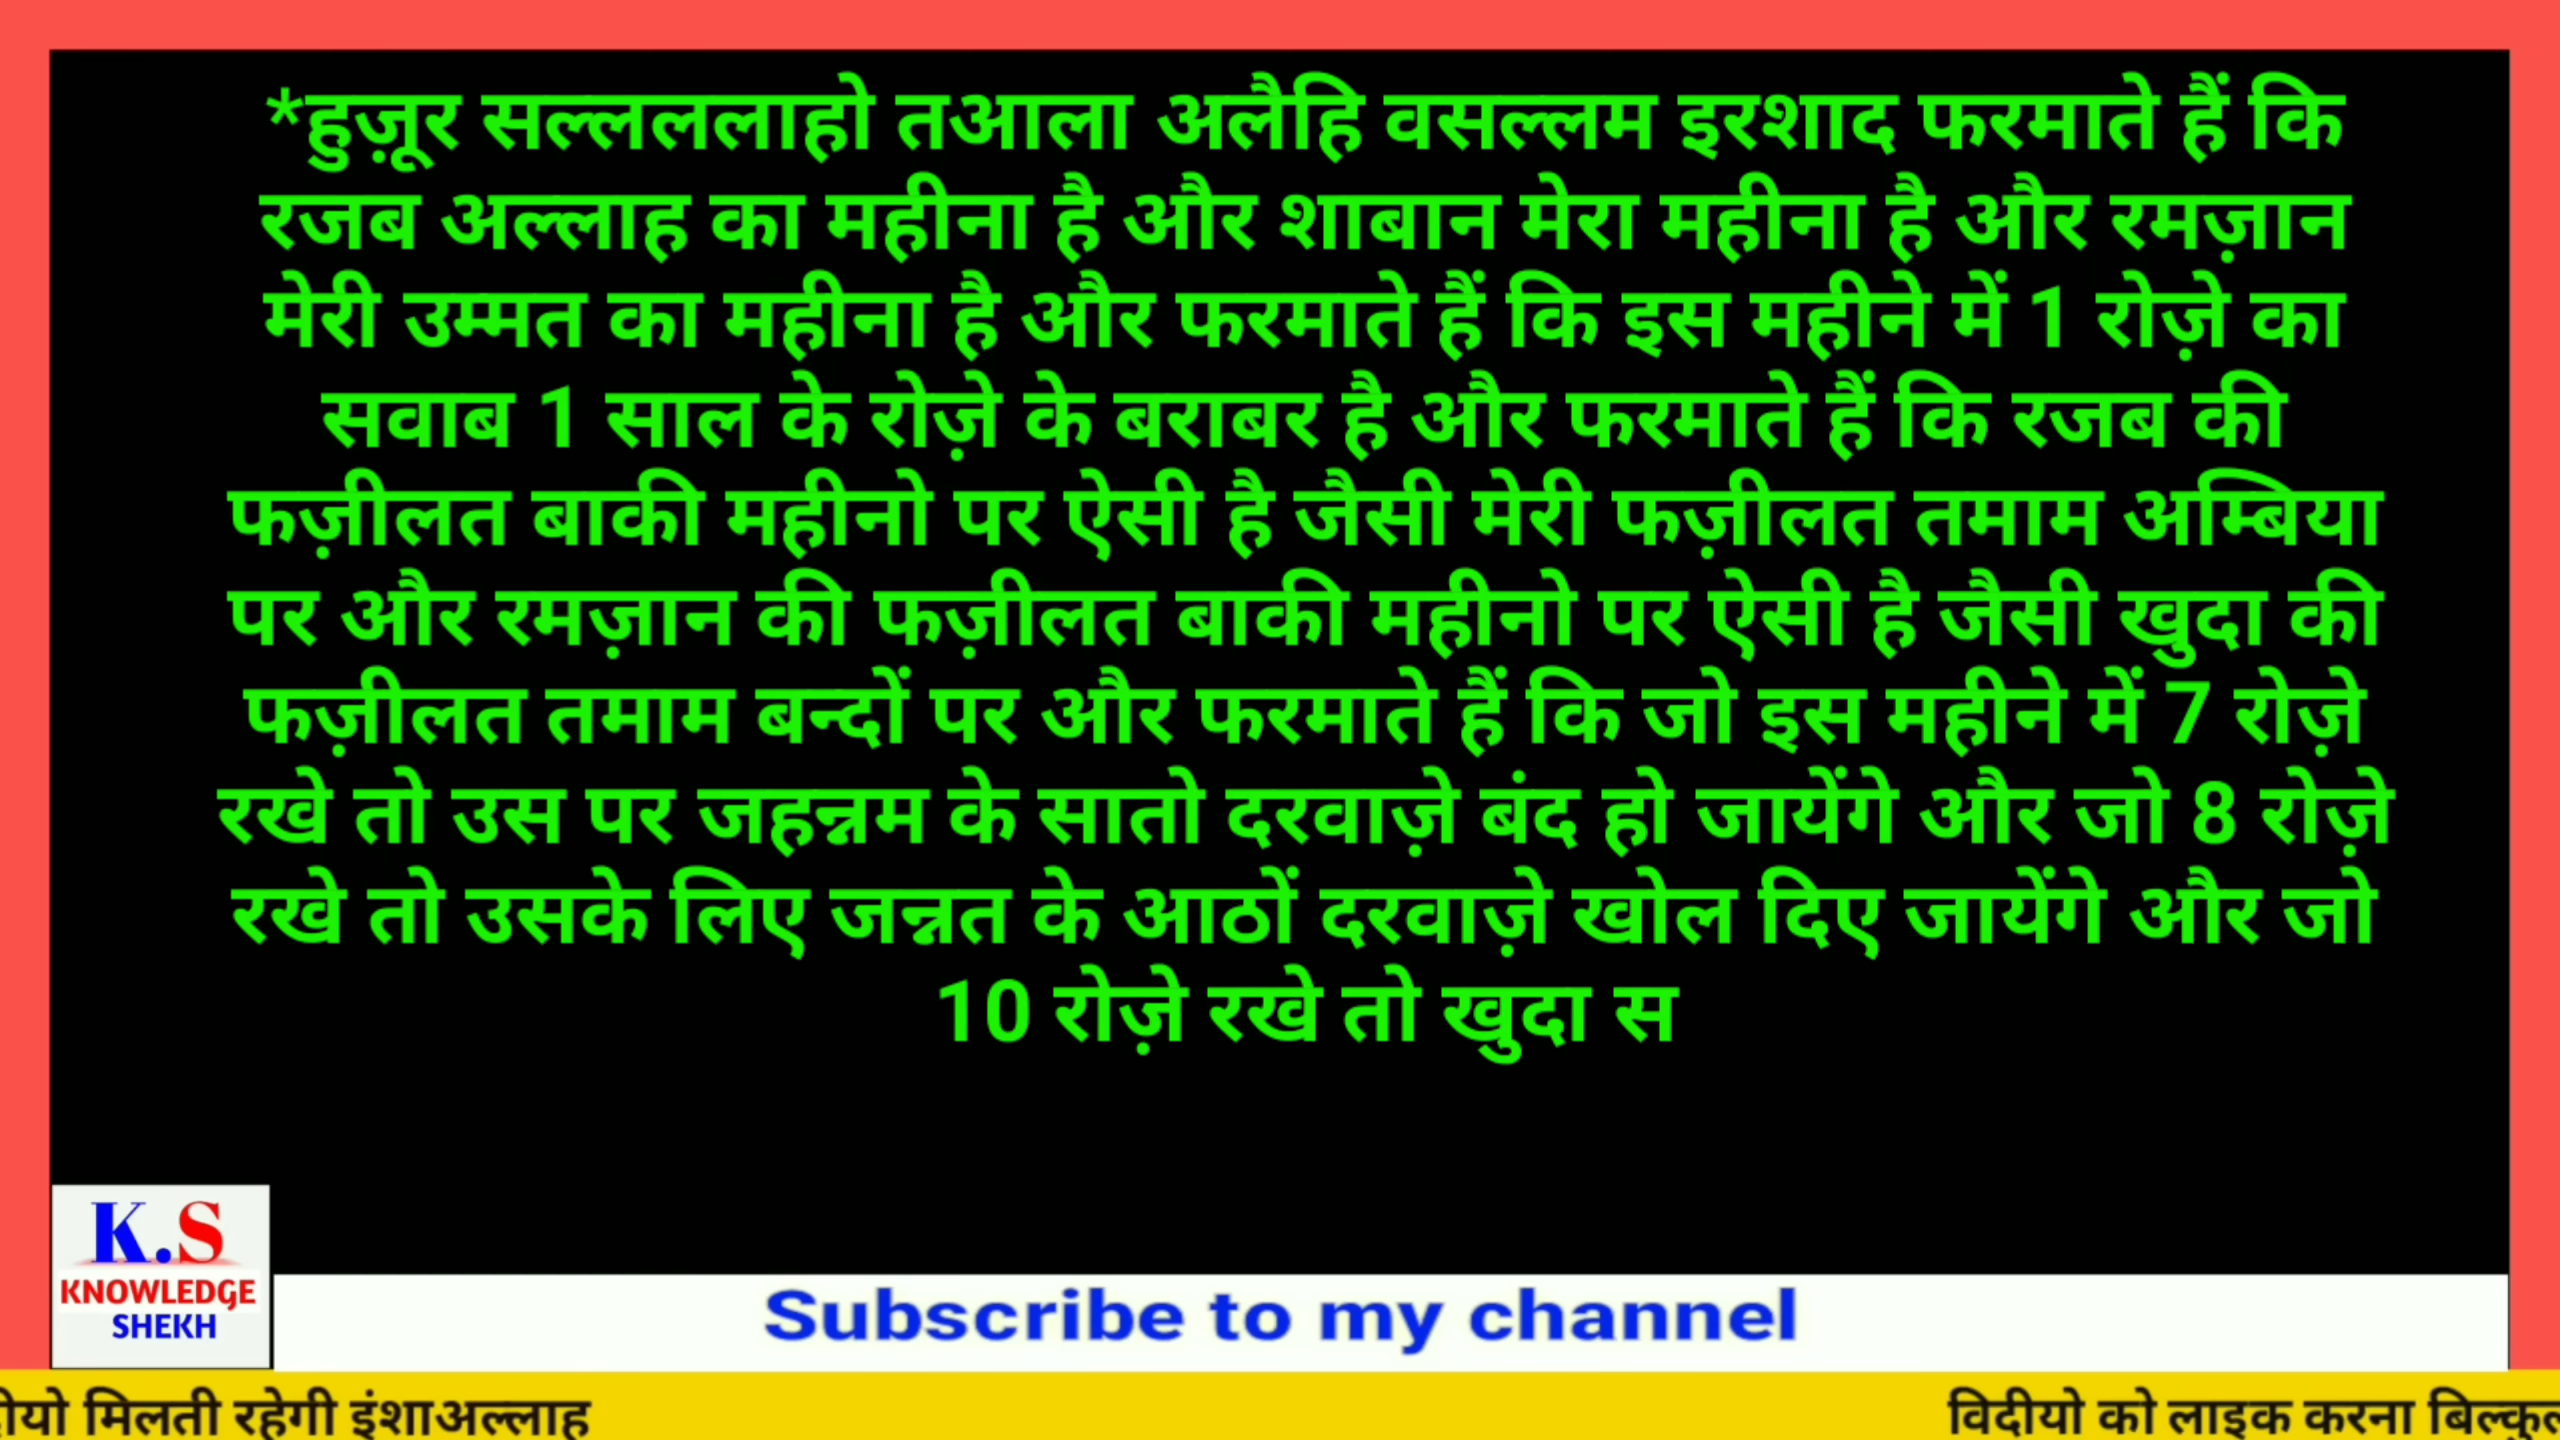 *हुज़ूर सल्लललाहो तआला अलैहि वसल्लम इरशाद फरमाते हैं कि
रजब अल्लाह का महीना है और शाबान मेरा महीना है और रमज़ान
मेरी उम्मत का महीना है और फरमाते हैं कि इस महीने में 1 रोज़े का
सवाब 1 साल के रोज़े के बराबर है और फरमाते हैं कि रजब की
फज़ीलत बाकी महीनो पर ऐसी है जैसी मेरी फज़ीलत तमाम अम्बिया
पर और रमज़ान की फज़ीलत बाकी महीनो पर ऐसी है जैसी खुदा की
फज़ीलत तमाम बन्दों पर और फरमाते हैं कि जो इस महीने में 7 रोज़े
रखे तो उस पर जहन्नम के सातो दरवाज़े बंद हो जायेंगे और जो 8 रोज़े
रखे तो उसके लिए जन्नत के आठों दरवाज़े खोल दिए जायेंगे और जो
10 रोज़े रखे तो खुदा स
K.S
KNOWLEDGE
SHEKH
Subscribe to my channel
मिलती रहेगी इंशाअल्लाह
विदीयो को लाइक करना